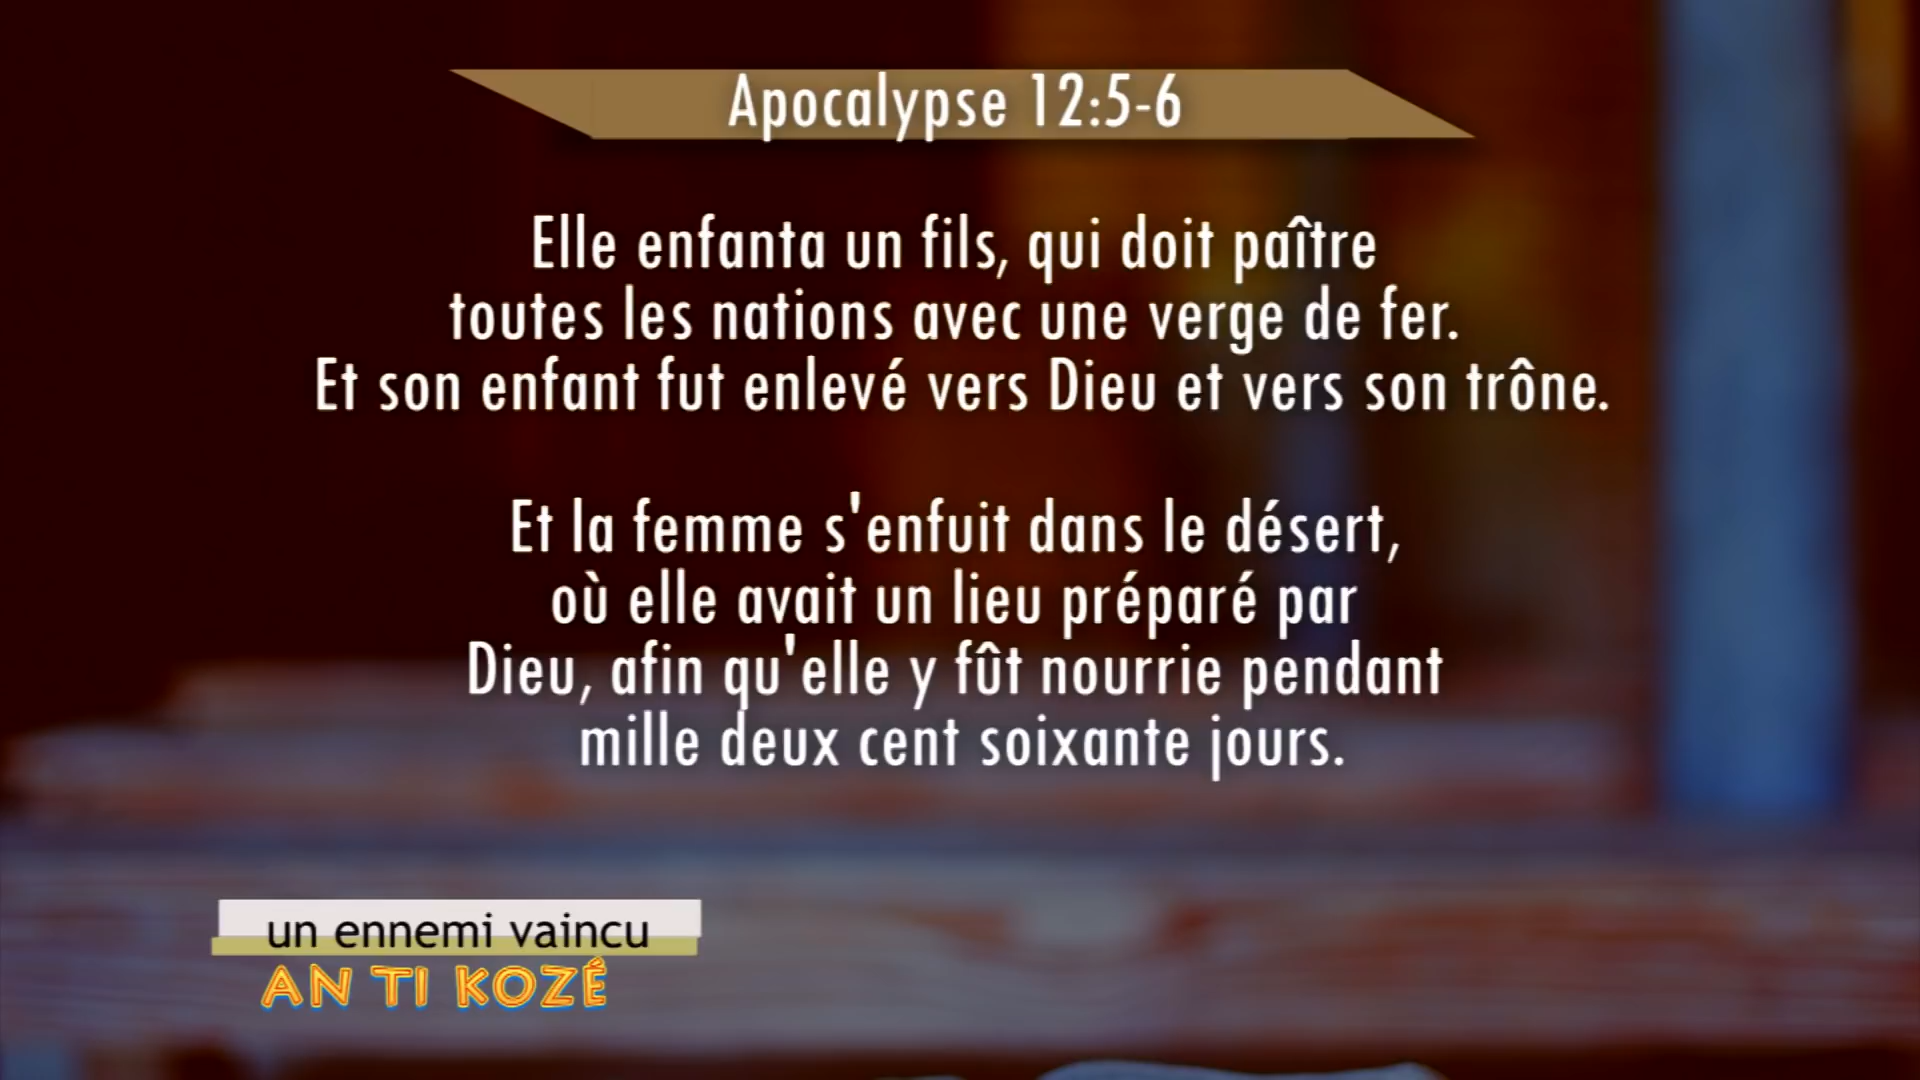 Apocalypse 12:5-6
Elle enfanta un fils, qui doit paître
toutes les nations avec une verge de fer.
Et son enfant fut enlevé vers Dieu et vers son trône.
Et la femme s'enfuit dans le désert,
où elle avait un lieu préparé par
Dieu, afin qu'elle y fût nourrie pendant
mille deux cent soixante jours.
un ennemi vaincu
AN TI KOZÉ